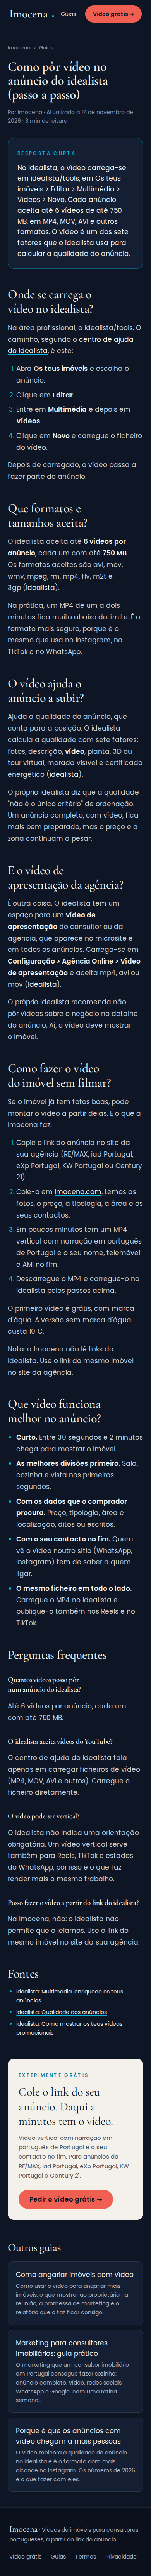 Imocena.
Guias
Vídeo grátis →
Imocena › Guias
Como pôr vídeo no
anúncio do idealista
(passo a passo)
Por Imocena · Atualizado a 17 de novembro de
2026 · 3 min de leitura
RESPOSTA CURTA
No idealista, o vídeo carrega-se
em idealista/tools, em Os teus
imóveis > Editar > Multimédia >
Vídeos > Novo. Cada anúncio
aceita até 6 vídeos de até 750
MB, em MP4, MOV, AVI e outros
formatos. O vídeo é um dos sete
fatores que o idealista usa para
calcular a qualidade do anúncio.
Onde se carrega o
vídeo no idealista?
Na área profissional, o idealista/tools. O
caminho, segundo o centro de ajuda
do idealista, é este:
1. Abra Os teus imóveis e escolha o
anúncio.
2. Clique em Editar.
3. Entre em Multimédia e depois em
Vídeos.
4. Clique em Novo e carregue o ficheiro
do vídeo.
Depois de carregado, o vídeo passa a
fazer parte do anúncio.
Que formatos e
tamanhos aceita?
O idealista aceita até 6 vídeos por
anúncio, cada um com até 750 MB.
Os formatos aceites são avi, mov,
wmv, mpeg, rm, mp4, flv, m2t e
3gp (idealista).
Na prática, um MP4 de um a dois
minutos fica muito abaixo do limite. É o
formato mais seguro, porque é o
mesmo que usa no Instagram, no
TikTok e no WhatsApp.
O vídeo ajuda o
anúncio a subir?
Ajuda a qualidade do anúncio, que
conta para a posição. O idealista
calcula a qualidade com sete fatores:
fotos, descrição, vídeo, planta, 3D ou
tour virtual, morada visível e certificado
energético (idealista).
O próprio idealista diz que a qualidade
"não é o único critério" de ordenação.
Um anúncio completo, com vídeo, fica
mais bem preparado, mas o preço e a
zona continuam a pesar.
E o vídeo de
apresentação da agência?
É outra coisa. O idealista tem um
espaço para um vídeo de
apresentação do consultor ou da
agência, que aparece no microsite e
em todos os anúncios. Carrega-se em
Configuração > Agência Online > Vídeo
de apresentação e aceita mp4, avi ou
mov (idealista).
O próprio idealista recomenda não
pôr vídeo sobre o negócio no detalhe
do anúncio. Aí, o vídeo deve mostrar
o imóvel.
Como fazer o vídeo
do imóvel sem filmar?
Se o imóvel já tem fotos boas, pode
montar o vídeo a partir delas. É o que a
Imocena faz:
1. Copie o link do anúncio no site da
sua agência (RE/MAX, Iad Portugal,
eXp Portugal, KW Portugal ou Century
21).
2. Cole-o em imocena.com. Lemos as
fotos, o preço, a tipologia, a área e os
seus contactos.
3. Em poucos minutos tem um MP4
vertical com narração em português
de Portugal e o seu nome, telemóvel
e AMI no fim.
4. Descarregue o MP4 e carregue-o no
idealista pelos passos acima.
O primeiro vídeo é grátis, com marca
d'água. A versão sem marca d'água
custa 10 €.
Nota: a Imocena não lê links do
idealista. Use o link do mesmo imóvel
no site da agência.
Que vídeo funciona
melhor no anúncio?
Curto. Entre 30 segundos e 2 minutos
chega para mostrar o imóvel.
As melhores divisões primeiro. Sala,
cozinha e vista nos primeiros
segundos.
Com os dados que o comprador
procura. Preço, tipologia, área e
localização, ditos ou escritos.
Com o seu contacto no fim. Quem
vê o vídeo noutro sítio (WhatsApp,
Instagram) tem de saber a quem
ligar.
O mesmo ficheiro em todo o lado.
Carregue o MP4 no idealista e
publique-o também nos Reels e no
TikTok.
Perguntas frequentes
Quantos vídeos posso pôr
num anúncio do idealista?
Até 6 vídeos por anúncio, cada um
com até 750 MB.
O idealista aceita vídeos do YouTube?
O centro de ajuda do idealista fala
apenas em carregar ficheiros de vídeo
(MP4, MOV, AVI e outros). Carregue o
ficheiro diretamente.
O vídeo pode ser vertical?
O idealista não indica uma orientação
obrigatória. Um vídeo vertical serve
também para Reels, TikTok e estados
do WhatsApp, por isso é o que faz
render mais o mesmo trabalho.
Posso fazer o vídeo a partir do link do idealista?
Na Imocena, não: o idealista não
permite que o leiamos. Use o link do
mesmo imóvel no site da sua agência.
Fontes
idealista: Multimédia, enriquece os teus
anúncios
idealista: Qualidade dos anúncios
idealista: Como mostrar os teus vídeos
promocionais
EXPERIMENTE GRÁTIS
Cole o link do seu
anúncio. Daqui a
minutos tem o vídeo.
Vídeo vertical com narração em
português de Portugal e o seu
contacto no fim. Para anúncios da
RE/MAX, Iad Portugal, eXp Portugal, KW
Portugal e Century 21.
Pedir o vídeo grátis →
Outros guias
Como angariar imóveis com vídeo
Como usar o vídeo para angariar mais
imóveis: o que mostrar ao proprietário na
reunião, a promessa de marketing e o
relatório que a faz ficar consigo.
Marketing para consultores
imobiliários: guia prático
O marketing que um consultor imobiliário
em Portugal consegue fazer sozinho:
anúncio completo, vídeo, redes sociais,
WhatsApp e Google, com uma rotina
semanal.
Porque é que os anúncios com
vídeo chegam a mais pessoas
O vídeo melhora a qualidade do anúncio
no idealista e é o formato com mais
alcance no Instagram. Os números de 2026
e o que fazer com eles.
Imocena · Vídeos de imóveis para consultores
portugueses, a partir do link do anúncio.
Vídeo grátis
Guias
Termos
Privacidade